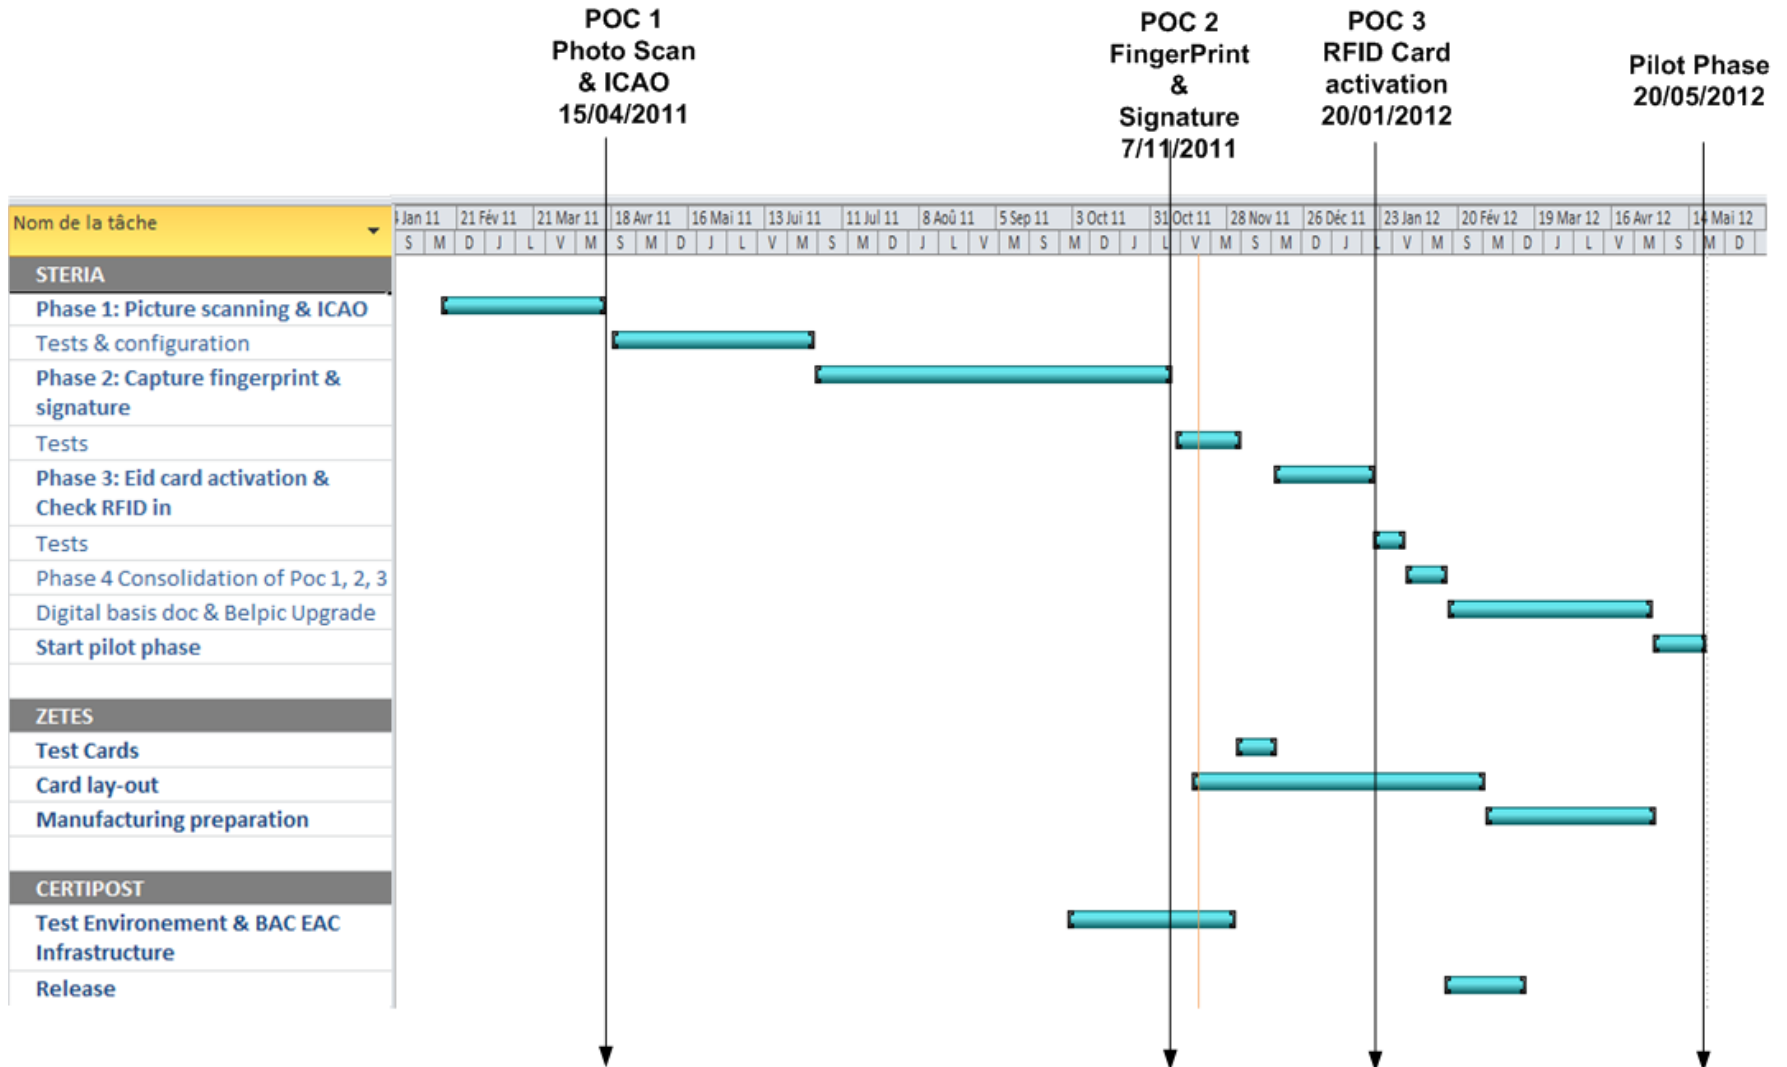 POC 1
Photo Scan
& ICAO
15/04/2011
POC 2
FingerPrint
&
Signature
7/11/2011
POC 3
RFID Card
activation
20/01/2012
Pilot Phase
20/05/2012
Nom de la tâche
Jan 11 21 Fév 11 21 Mar 11 18 Avr 11 16 Mai 11 13 Jui 11 11 Jul 11 8 Aoû 11 5 Sep 11 3 Oct 11 31 Oct 11 28 Nov 11 26 Déc 11 23 Jan 12 20 Fév 12 19 Mar 12 16 Avr 12 14 Mai 12
S M D J L V M S M D J L V M S M D J L V M S M D J L V M S M D J L V M S M D J L V M S M D
STERIA
Phase 1: Picture scanning & ICAO
Tests & configuration
Phase 2: Capture fingerprint &
signature
Tests
Phase 3: Eid card activation &
Check RFID in
Tests
Phase 4 Consolidation of Poc 1, 2, 3
Digital basis doc & Belpic Upgrade
Start pilot phase
ZETES
Test Cards
Card lay-out
Manufacturing preparation
CERTIPOST
Test Environement & BAC EAC
Infrastructure
Release